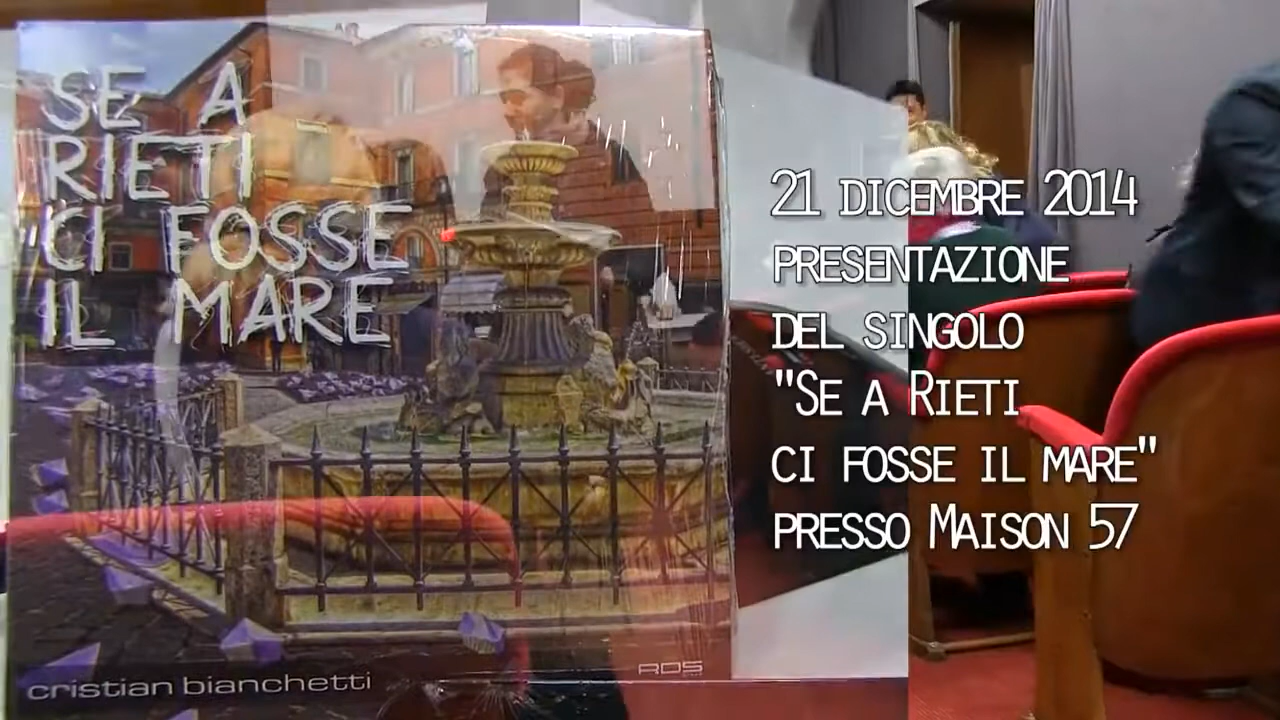 SE A
RIETI
CI FOSSE
IL MARE
cristian bianchetti
RDS
21 DICEMBRE 2014
PRESENTAZIONE
DEL SINGOLO
"SE A RIETI
CI FOSSE IL MARE"
PRESSO MAISON 57